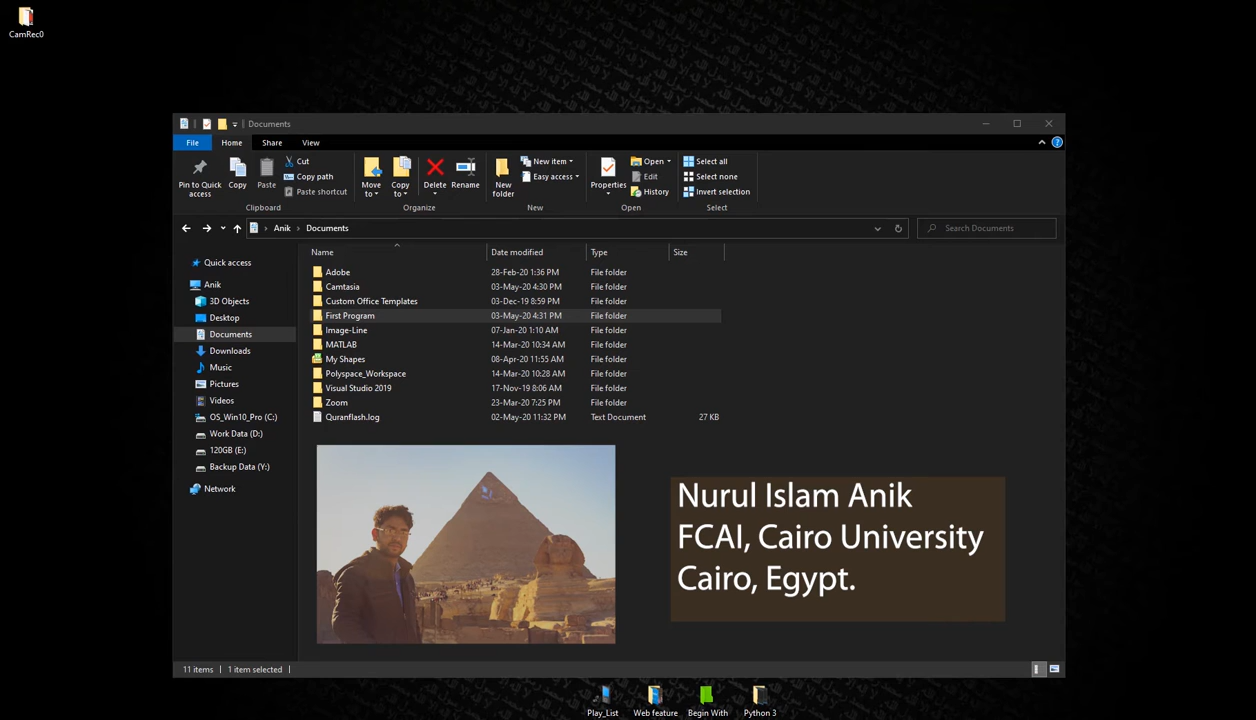 CamRec0
Documents
File Home Share View
Pin to Quick access
Copy
Paste
Cut
Copy path
Paste shortcut
Clipboard
Move to
Copy to
Delete
Rename
Organize
New folder
New item
Easy access
New
Properties
Open
Edit
History
Open
Select all
Select none
Invert selection
Select
Anik > Documents
Search Documents
Quick access
Anik
3D Objects
Desktop
Documents
Downloads
Music
Pictures
Videos
OS_Win10_Pro (C:)
Work Data (D:)
120GB (E:)
Backup Data (Y:)
Network
Name Date modified Type Size
Adobe 28-Feb-20 1:36 PM File folder
Camtasia 03-May-20 4:30 PM File folder
Custom Office Templates 03-Dec-19 8:59 PM File folder
First Program 03-May-20 4:31 PM File folder
Image-Line 07-Jan-20 1:10 AM File folder
MATLAB 14-Mar-20 10:34 AM File folder
My Shapes 08-Apr-20 11:55 AM File folder
Polyspace_Workspace 14-Mar-20 10:28 AM File folder
Visual Studio 2019 17-Nov-19 8:06 AM File folder
Zoom 23-Mar-20 7:25 PM File folder
Quranflash.log 02-May-20 11:32 PM Text Document 27 KB
Nurul Islam Anik
FCAI, Cairo University
Cairo, Egypt.
11 items 1 item selected
Play_List Web feature Begin With Python 3